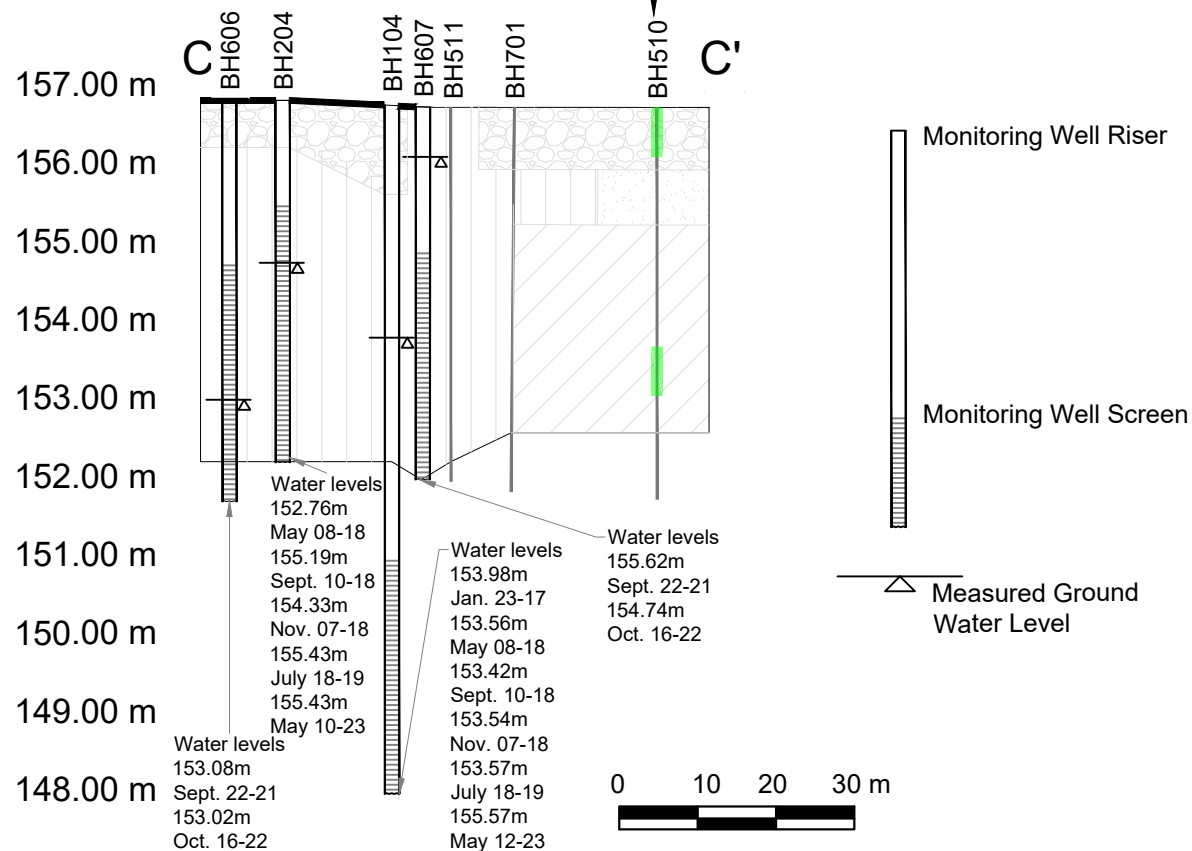 C
BH606
BH204
BH104
BH607
BH511
BH701
BH510
C'
157.00 m
156.00 m
155.00 m
154.00 m
153.00 m
152.00 m
151.00 m
150.00 m
149.00 m
148.00 m
Water levels
153.08m
Sept. 22-21
153.02m
Oct. 16-22
Water levels
152.76m
May 08-18
155.19m
Sept. 10-18
154.33m
Nov. 07-18
155.43m
July 18-19
155.43m
May 10-23
Water levels
153.98m
Jan. 23-17
153.56m
May 08-18
153.42m
Sept. 10-18
153.54m
Nov. 07-18
153.57m
July 18-19
155.57m
May 12-23
Water levels
155.62m
Sept. 22-21
154.74m
Oct. 16-22
0 10 20 30 m
Monitoring Well Riser
Monitoring Well Screen
Measured Ground
Water Level